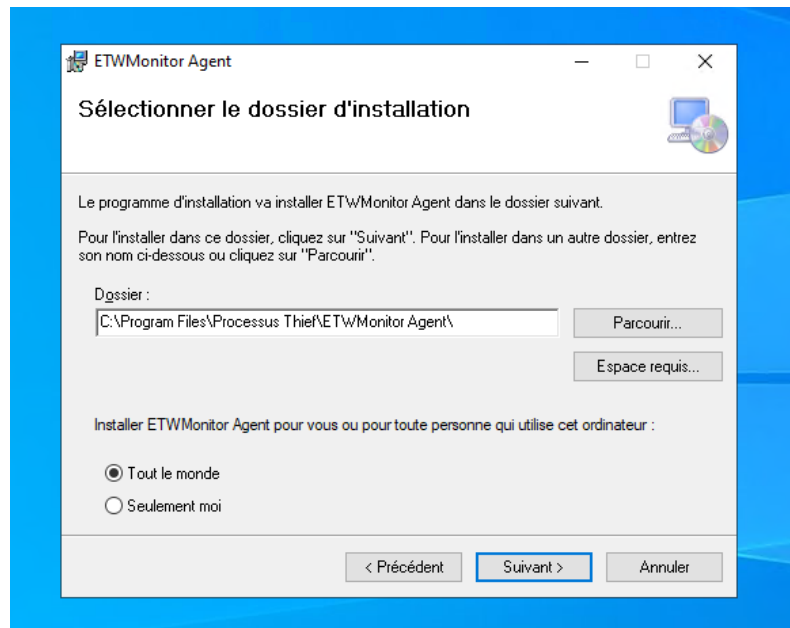 ETWMonitor Agent
Sélectionner le dossier d'installation
Le programme d'installation va installer ETWMonitor Agent dans le dossier suivant.
Pour l'installer dans ce dossier, cliquez sur "Suivant". Pour l'installer dans un autre dossier, entrez
son nom ci-dessous ou cliquez sur "Parcourir".
Dossier :
C:\Program Files\Processus Thief\ETWMonitor Agent\
Parcourir...
Espace requis...
Installer ETWMonitor Agent pour vous ou pour toute personne qui utilise cet ordinateur :
Tout le monde
Seulement moi
< Précédent
Suivant >
Annuler